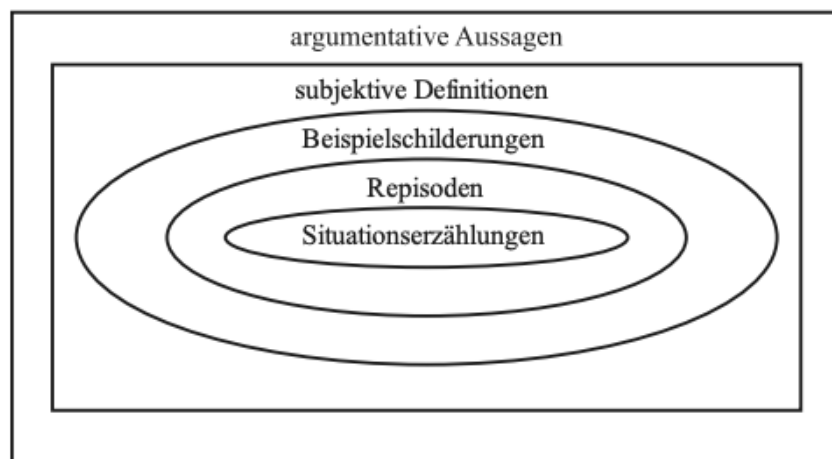 argumentative Aussagen
subjektive Definitionen
Beispielschilderungen
Repisoden
Situationserzählungen